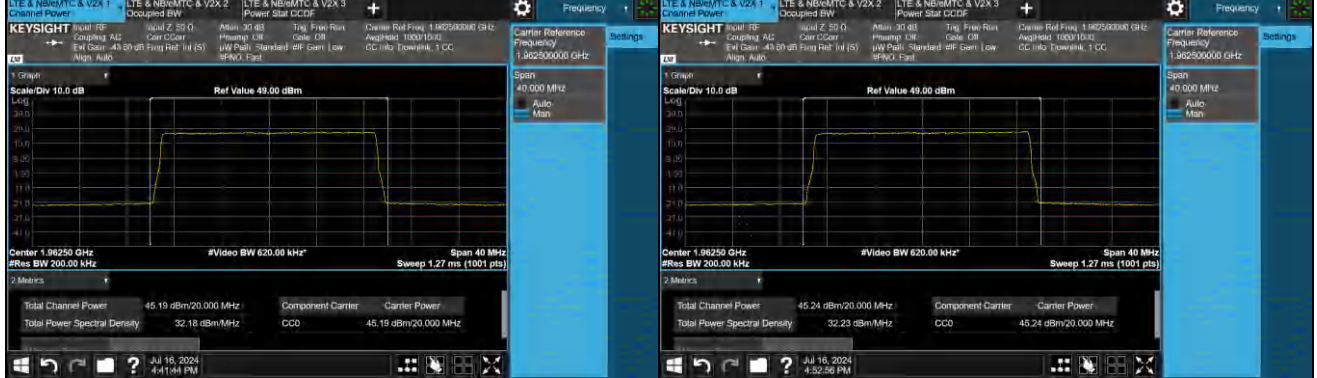 LTE & NB/eMTC & V2X 1
Channel Power
LTE & NB/eMTC & V2X 2
Occupied BW
LTE & NB/eMTC & V2X 3
Power Stat CCDF
+
Frequency
KEYSIGHT
Input: RF
Coupling: AC
Align: Auto
Input Z: 50 Ω
Corr CCorr
Freq Ref: Int (S)
Atten: 30 dB
Preamp: Off
µW Path: Standard
#PNO: Fast
Trig: Free Run
Gate: Off
#IF Gain: Low
Carrier Ref Freq: 1.962500000 GHz
CC Info: Downlink, 1 CC
Carrier Reference
Frequency
1.962500000 GHz
Settings
Span
40.000 MHz
Auto
Man
1 Graph
Scale/Div 10.0 dB
Ref Value 49.00 dBm
Log
Center 1.96250 GHz
#Video BW 620.00 kHz*
Span 40 MHz
#Res BW 200.00 kHz
Sweep 1.27 ms (1001 pts)
2 Metrics
Total Channel Power
45.19 dBm/20.000 MHz
Component Carrier
Carrier Power
Total Power Spectral Density
32.18 dBm/MHz
CC0
45.19 dBm/20.000 MHz
?
Jul 16, 2024
4:41:44 PM
LTE & NB/eMTC & V2X 1
Channel Power
LTE & NB/eMTC & V2X 2
Occupied BW
LTE & NB/eMTC & V2X 3
Power Stat CCDF
+
Frequency
KEYSIGHT
Input: RF
Coupling: AC
Align: Auto
Input Z: 50 Ω
Corr CCorr
Freq Ref: Int (S)
Atten: 30 dB
Preamp: Off
µW Path: Standard
#PNO: Fast
Trig: Free Run
Gate: Off
#IF Gain: Low
Carrier Ref Freq: 1.962500000 GHz
CC Info: Downlink, 1 CC
Carrier Reference
Frequency
1.962500000 GHz
Settings
Span
40.000 MHz
Auto
Man
1 Graph
Scale/Div 10.0 dB
Ref Value 49.00 dBm
Log
Center 1.96250 GHz
#Video BW 620.00 kHz*
Span 40 MHz
#Res BW 200.00 kHz
Sweep 1.27 ms (1001 pts)
2 Metrics
Total Channel Power
45.24 dBm/20.000 MHz
Component Carrier
Carrier Power
Total Power Spectral Density
32.23 dBm/MHz
CC0
45.24 dBm/20.000 MHz
?
Jul 16, 2024
4:52:56 PM